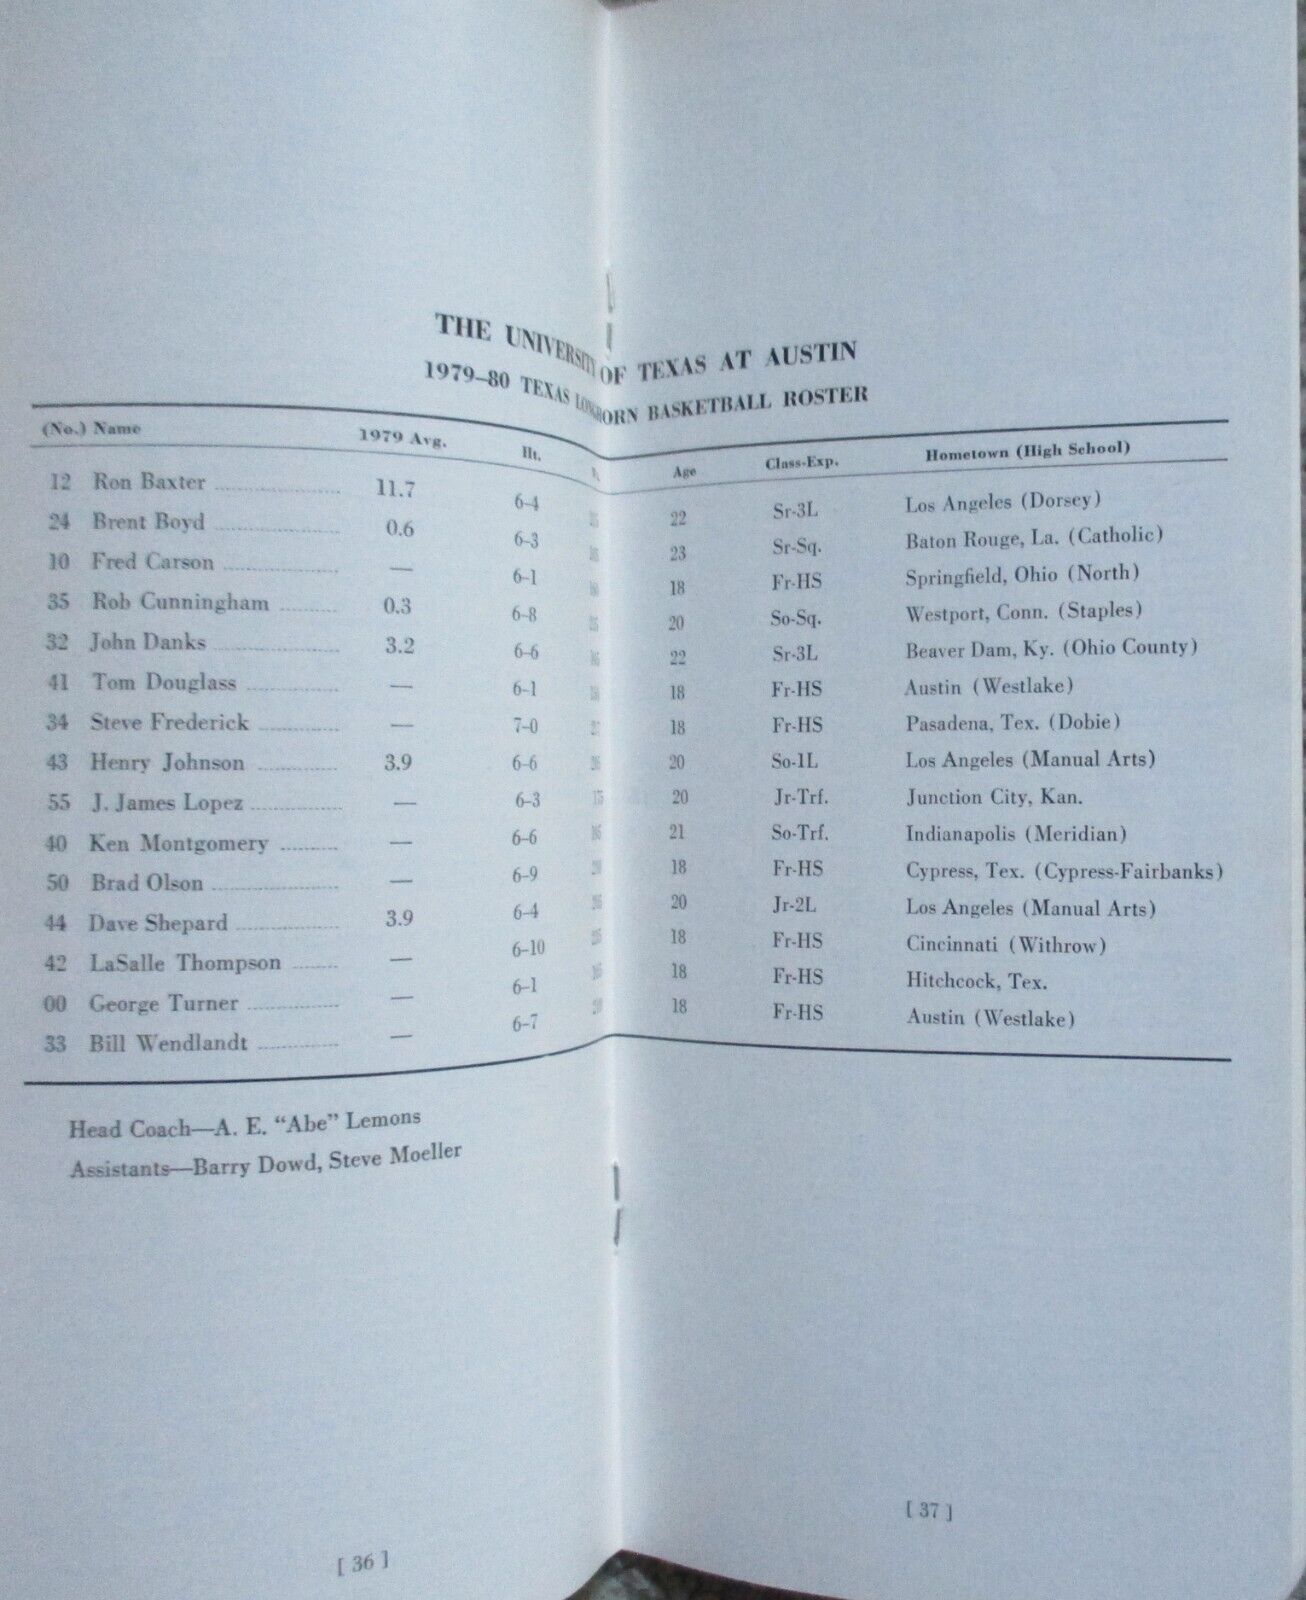 THE UNIVERSITY OF TEXAS AT AUSTIN
1979–80 TEXAS LONGHORN BASKETBALL ROSTER
(No.) Name 1979 Avg. Ht. Age Class-Exp. Hometown (High School)
12 Ron Baxter 11.7 6–4 22 Sr-3L Los Angeles (Dorsey)
24 Brent Boyd 0.6 6–3 23 Sr-Sq. Baton Rouge, La. (Catholic)
10 Fred Carson — 6–1 18 Fr-HS Springfield, Ohio (North)
35 Rob Cunningham 0.3 6–8 20 So-Sq. Westport, Conn. (Staples)
32 John Danks 3.2 6–6 22 Sr-3L Beaver Dam, Ky. (Ohio County)
41 Tom Douglass — 6–1 18 Fr-HS Austin (Westlake)
34 Steve Frederick — 7–0 18 Fr-HS Pasadena, Tex. (Dobie)
43 Henry Johnson 3.9 6–6 20 So-1L Los Angeles (Manual Arts)
55 J. James Lopez — 6–3 20 Jr-Trf. Junction City, Kan.
40 Ken Montgomery — 6–6 21 So-Trf. Indianapolis (Meridian)
50 Brad Olson — 6–9 18 Fr-HS Cypress, Tex. (Cypress-Fairbanks)
44 Dave Shepard 3.9 6–4 20 Jr-2L Los Angeles (Manual Arts)
42 LaSalle Thompson — 6–10 18 Fr-HS Cincinnati (Withrow)
00 George Turner — 6–1 18 Fr-HS Hitchcock, Tex.
33 Bill Wendlandt — 6–7 18 Fr-HS Austin (Westlake)
Head Coach—A. E. “Abe” Lemons
Assistants—Barry Dowd, Steve Moeller
[ 36 ]
[ 37 ]